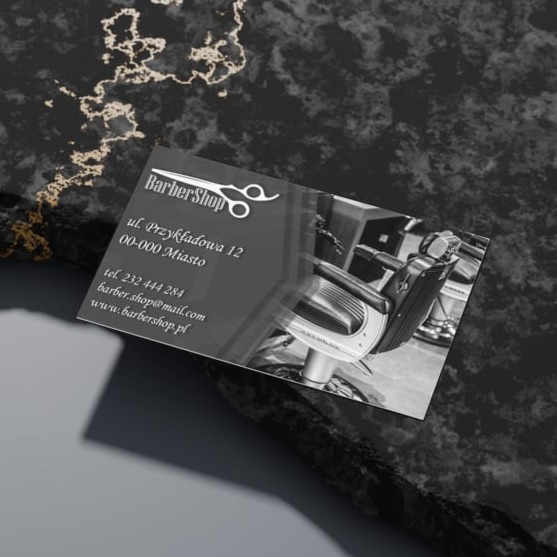 BarberShop
ul. Przykładowa 12
00-000 Miasto
tel. 232 444 284
barber.shop@mail.com
www.barbershop.pl